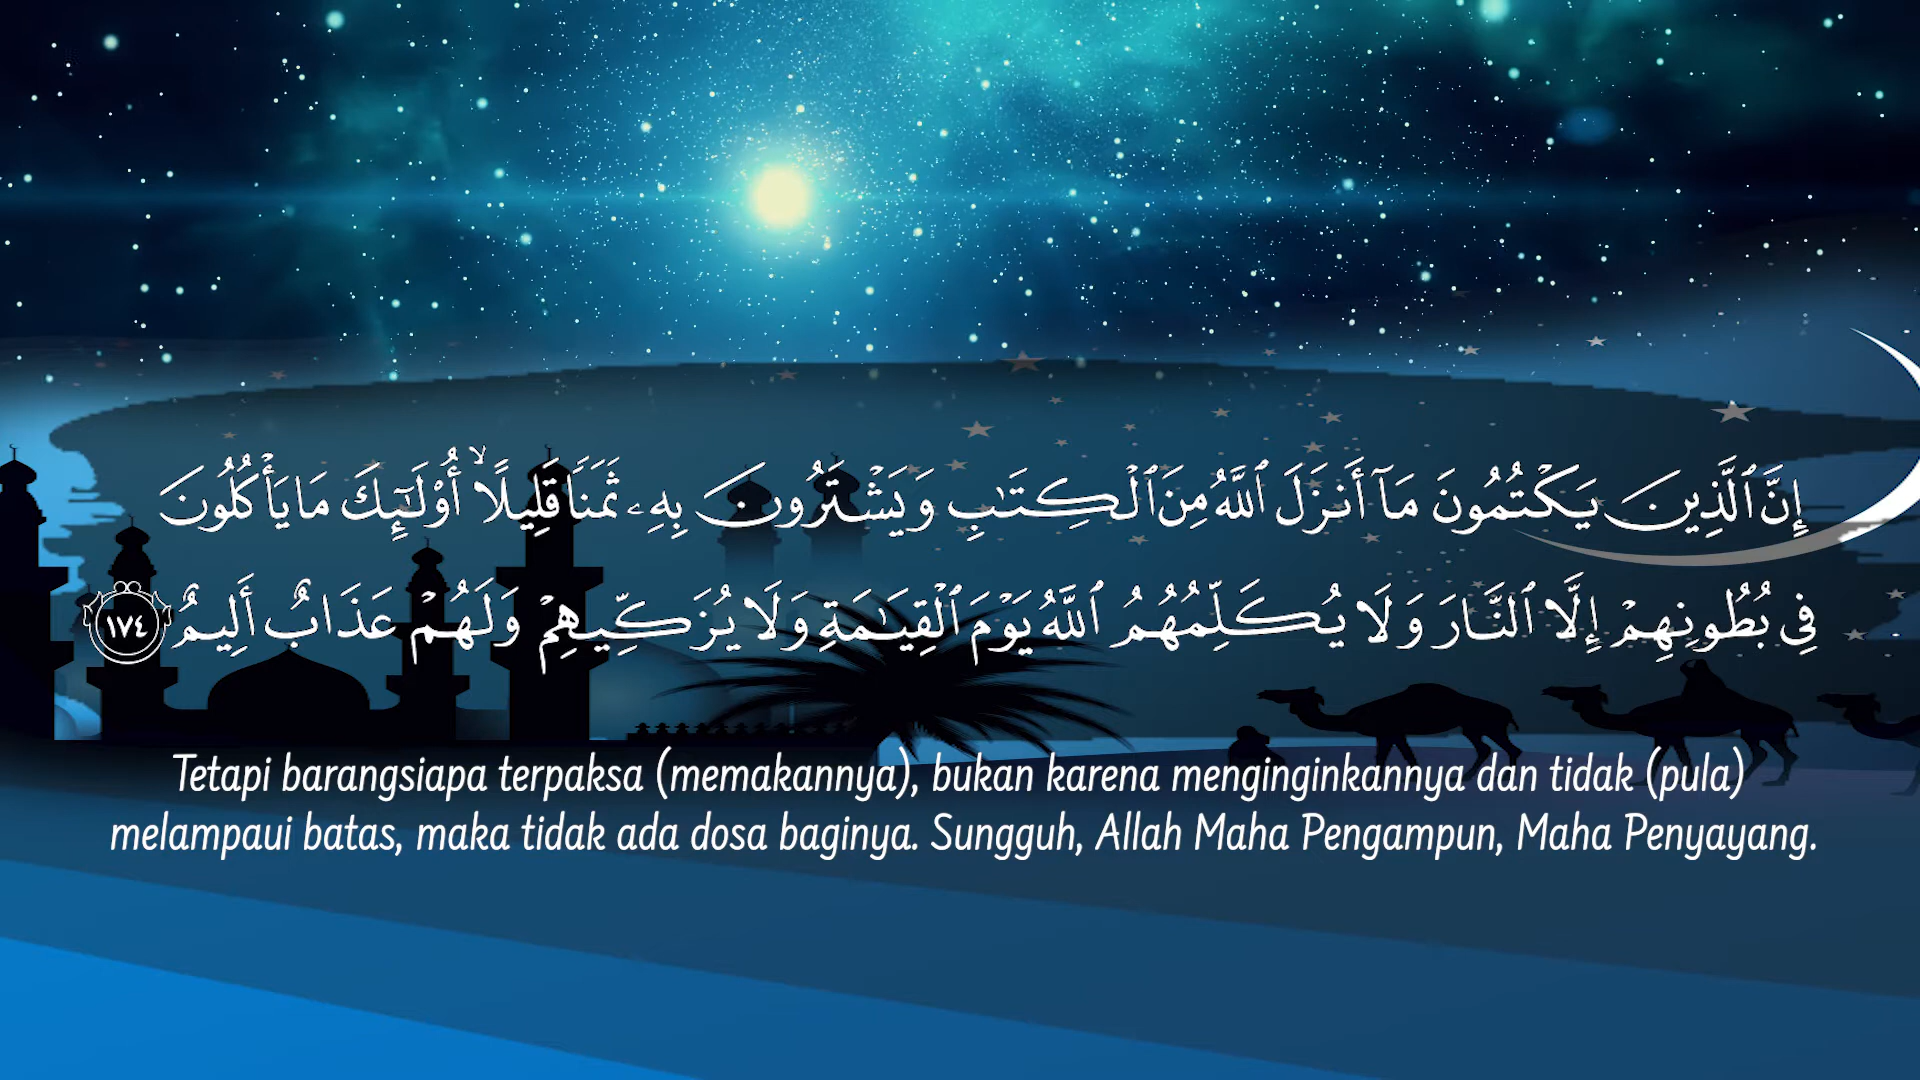 إِنَّ ٱلَّذِينَ يَكْتُمُونَ مَآ أَنزَلَ ٱللَّهُ مِنَ ٱلْكِتَٰبِ وَيَشْتَرُونَ بِهِۦ ثَمَنًا قَلِيلًا ۙ أُو۟لَٰٓئِكَ مَا يَأْكُلُونَ
فِى بُطُونِهِمْ إِلَّا ٱلنَّارَ وَلَا يُكَلِّمُهُمُ ٱللَّهُ يَوْمَ ٱلْقِيَٰمَةِ وَلَا يُزَكِّيهِمْ وَلَهُمْ عَذَابٌ أَلِيمٌ ١٧٤
Tetapi barangsiapa terpaksa (memakannya), bukan karena menginginkannya dan tidak (pula)
melampaui batas, maka tidak ada dosa baginya. Sungguh, Allah Maha Pengampun, Maha Penyayang.